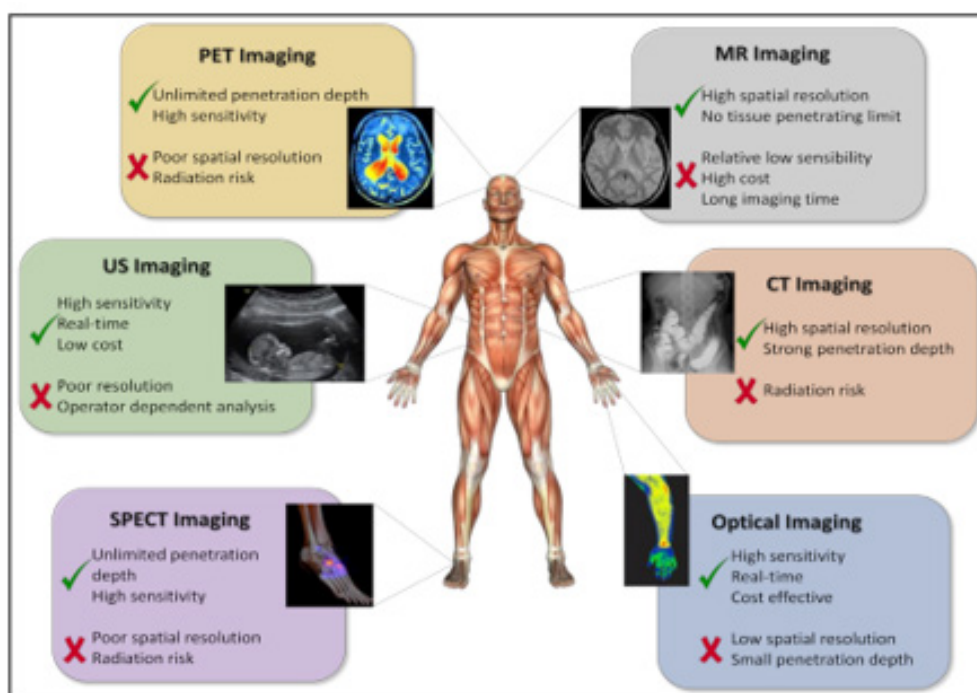 PET Imaging
Unlimited penetration depth
High sensitivity
Poor spatial resolution
Radiation risk
MR Imaging
High spatial resolution
No tissue penetrating limit
Relative low sensibility
High cost
Long imaging time
US Imaging
High sensitivity
Real-time
Low cost
Poor resolution
Operator dependent analysis
CT Imaging
High spatial resolution
Strong penetration depth
Radiation risk
SPECT Imaging
Unlimited penetration
depth
High sensitivity
Poor spatial resolution
Radiation risk
Optical Imaging
High sensitivity
Real-time
Cost effective
Low spatial resolution
Small penetration depth